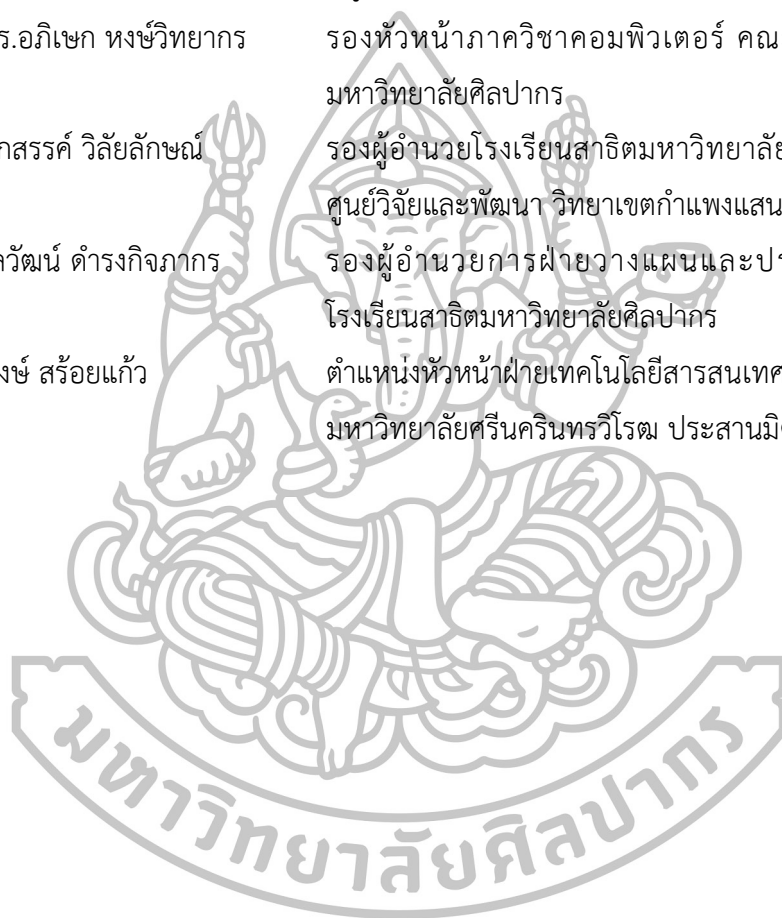 ร.อภิเษก หงษ์วิทยากร รองหัวหน้าภาควิชาคอมพิวเตอร์ คณ
มหาวิทยาลัยศิลปากร
กสรรค์ วิลัยลักษณ์ รองผู้อำนวยโรงเรียนสาธิตมหาวิทยาลัย
ศูนย์วิจัยและพัฒนา วิทยาเขตกำแพงแสน
วัฒน์ ดำรงกิจภากร รองผู้อำนวยการฝ่ายวางแผนและป
โรงเรียนสาธิตมหาวิทยาลัยศิลปากร
งษ์ สร้อยแก้ว ตำแหน่งหัวหน้าฝ่ายเทคโนโลยีสารสนเทศ
มหาวิทยาลัยศรีนครินทรวิโรฒ ประสานมิ
มหาวิทยาลัยศิลปากร